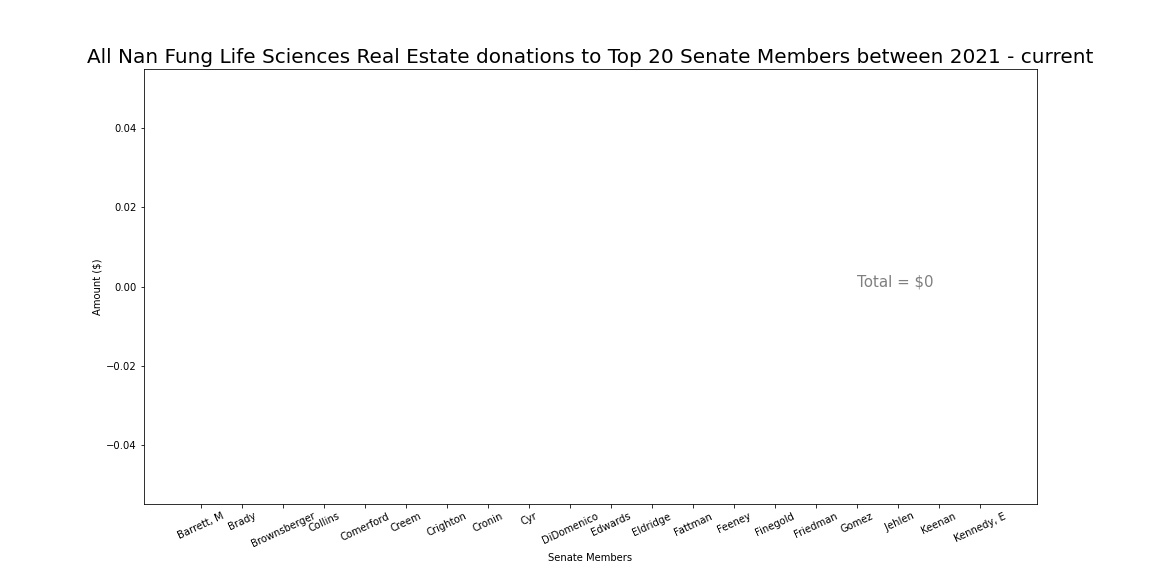 All Nan Fung Life Sciences Real Estate donations to Top 20 Senate Members between 2021 - current
0.04
0.02
0.00
−0.02
−0.04
Amount ($)
Total = $0
Barrett, M
Brady
Brownsberger
Collins
Comerford
Creem
Crighton
Cronin
Cyr
DiDomenico
Edwards
Eldridge
Fattman
Feeney
Finegold
Friedman
Gomez
Jehlen
Keenan
Kennedy, E
Senate Members